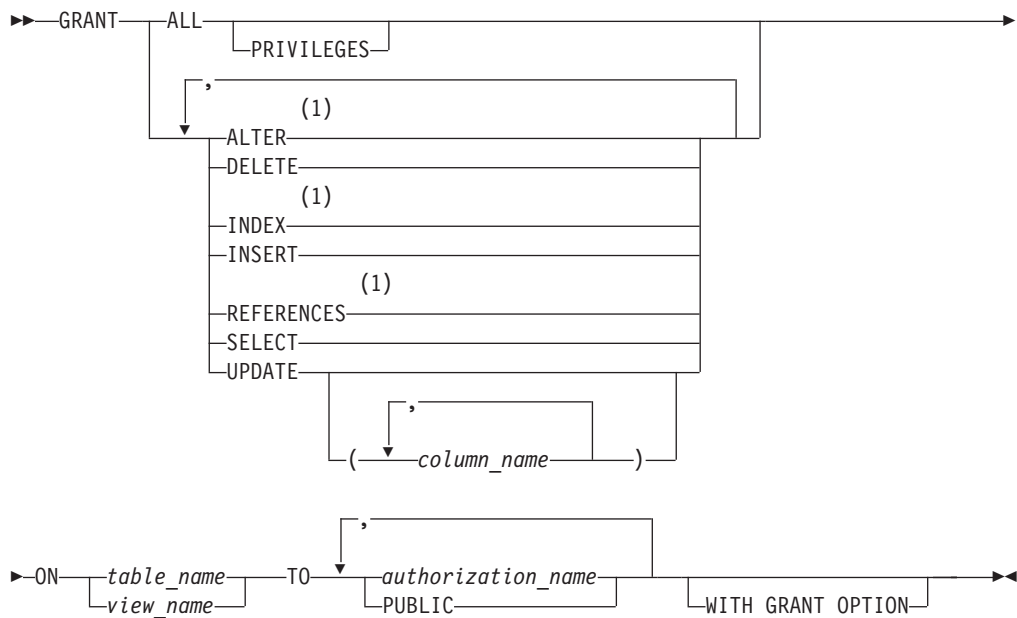 GRANT ALL
PRIVILEGES
,
(1)
ALTER
DELETE
(1)
INDEX
INSERT
(1)
REFERENCES
SELECT
UPDATE
,
( column_name )
,
ON table_name TO authorization_name
view_name PUBLIC WITH GRANT OPTION